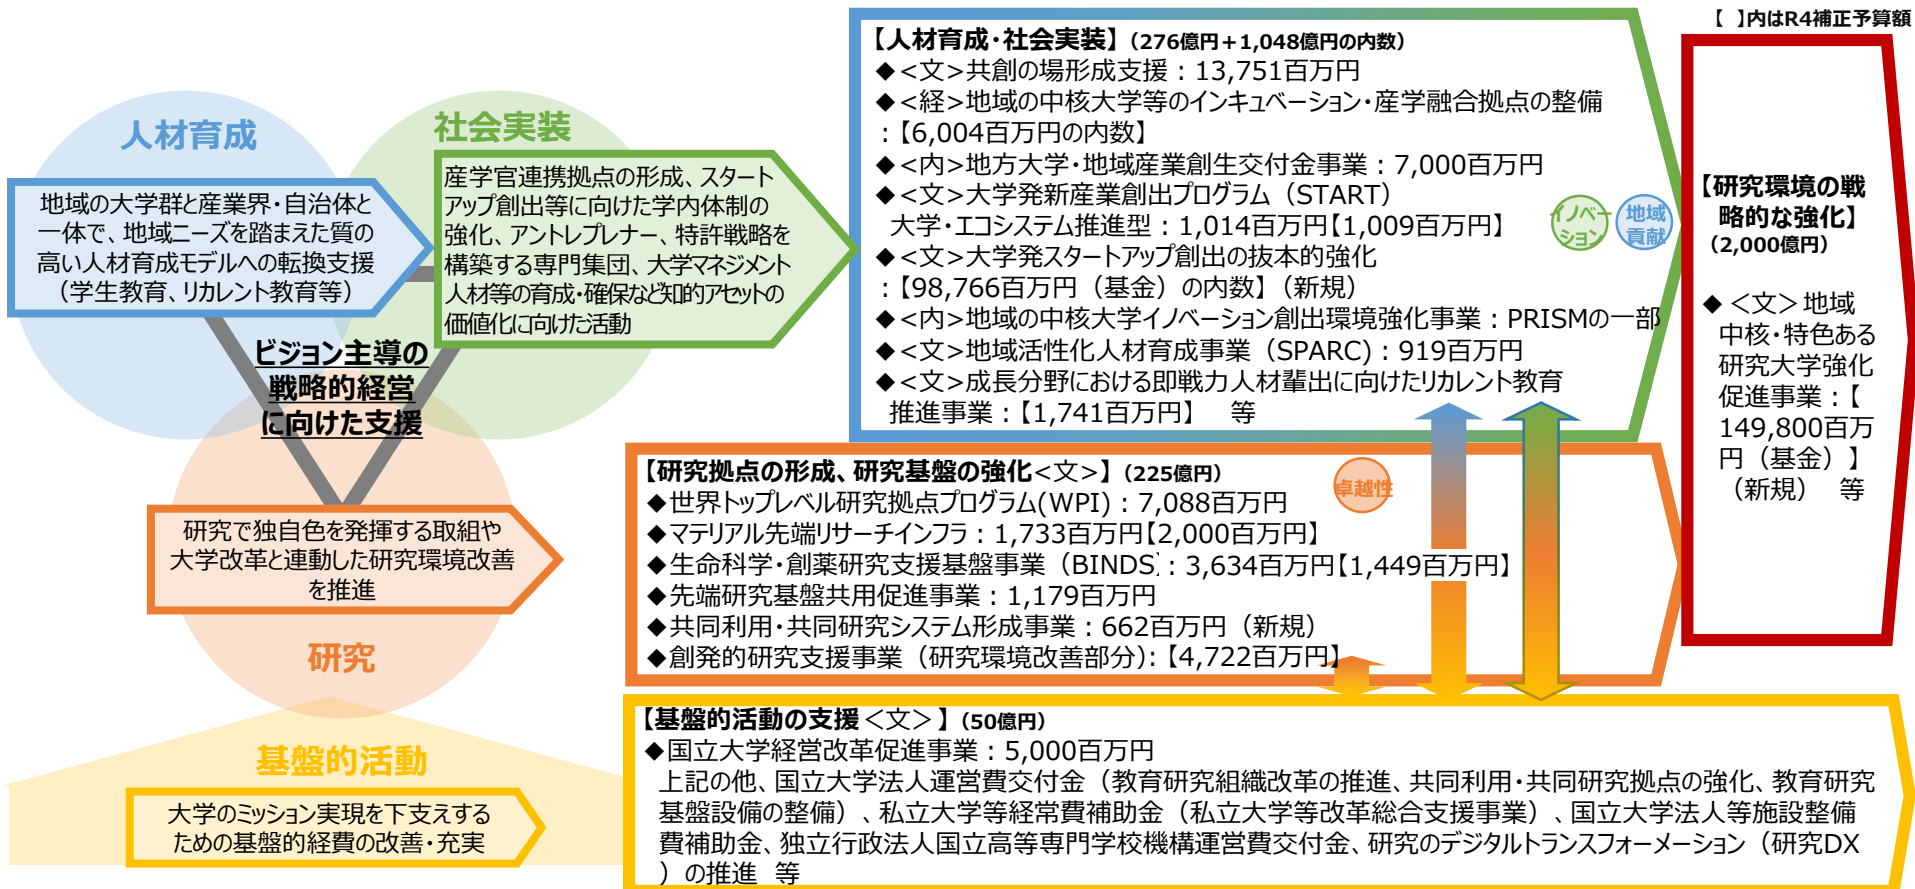 【 】内はR4補正予算額
人材育成
地域の大学群と産業界・自治体と
一体で、地域ニーズを踏まえた質の
高い人材育成モデルへの転換支援
（学生教育、リカレント教育等）
社会実装
産学官連携拠点の形成、スタート
アップ創出等に向けた学内体制の
強化、アントレプレナー、特許戦略を
構築する専門集団、大学マネジメント
人材等の育成・確保など知的アセットの
価値化に向けた活動
ビジョン主導の
戦略的経営
に向けた支援
研究で独自色を発揮する取組や
大学改革と連動した研究環境改善
を推進
研究
基盤的活動
大学のミッション実現を下支えする
ための基盤的経費の改善・充実
【人材育成・社会実装】（276億円＋1,048億円の内数）
◆＜文＞共創の場形成支援：13,751百万円
◆＜経＞地域の中核大学等のインキュベーション・産学融合拠点の整備
：【6,004百万円の内数】
◆＜内＞地方大学・地域産業創生交付金事業：7,000百万円
◆＜文＞大学発新産業創出プログラム（START）
大学・エコシステム推進型：1,014百万円【1,009百万円】
◆＜文＞大学発スタートアップ創出の抜本的強化
：【98,766百万円（基金）の内数】（新規）
◆＜内＞地域の中核大学イノベーション創出環境強化事業：PRISMの一部
◆＜文＞地域活性化人材育成事業（SPARC)：919百万円
◆＜文＞成長分野における即戦力人材輩出に向けたリカレント教育
推進事業：【1,741百万円】　等
イノベー
ション
地域
貢献
【研究拠点の形成、研究基盤の強化＜文＞】（225億円）
◆世界トップレベル研究拠点プログラム(WPI)：7,088百万円
◆マテリアル先端リサーチインフラ：1,733百万円【2,000百万円】
◆生命科学・創薬研究支援基盤事業（BINDS）：3,634百万円【1,449百万円】
◆先端研究基盤共用促進事業：1,179百万円
◆共同利用・共同研究システム形成事業：662百万円（新規）
◆創発的研究支援事業（研究環境改善部分）：【4,722百万円】
卓越性
【基盤的活動の支援＜文＞】（50億円）
◆国立大学経営改革促進事業：5,000百万円
上記の他、国立大学法人運営費交付金（教育研究組織改革の推進、共同利用・共同研究拠点の強化、教育研究
基盤設備の整備）、私立大学等経常費補助金（私立大学等改革総合支援事業）、国立大学法人等施設整備
費補助金、独立行政法人国立高等専門学校機構運営費交付金、研究のデジタルトランスフォーメーション（研究DX
）の推進　等
【研究環境の戦
略的な強化】
（2,000億円）
◆＜文＞地域
中核・特色ある
研究大学強化
促進事業：【
149,800百万
円（基金）】
（新規）　等